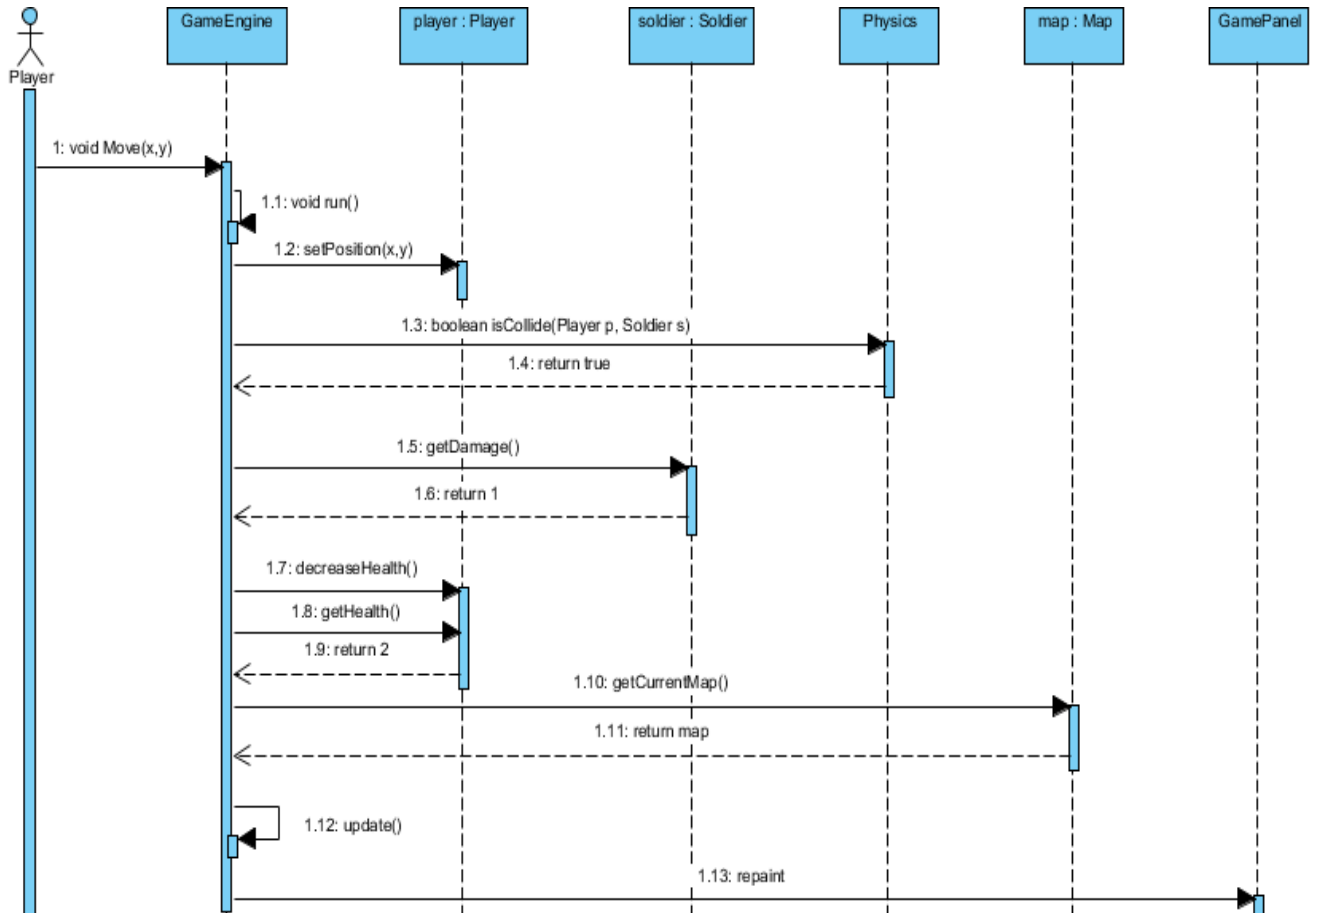 GameEngine
player : Player
soldier : Soldier
Physics
map : Map
GamePanel
Player
1: void Move(x,y)
1.1: void run()
1.2: setPosition(x,y)
1.3: boolean isCollide(Player p, Soldier s)
1.4: return true
1.5: getDamage()
1.6: return 1
1.7: decreaseHealth()
1.8: getHealth()
1.9: return 2
1.10: getCurrentMap()
1.11: return map
1.12: update()
1.13: repaint